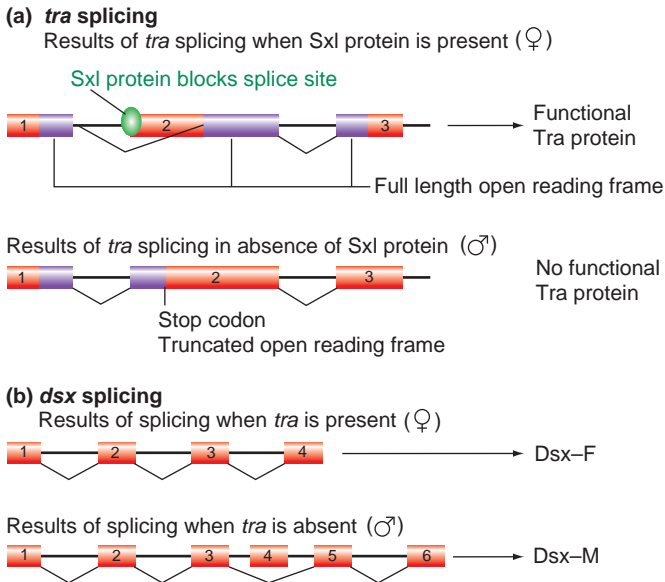 (a) tra splicing
Results of tra splicing when Sxl protein is present (♀)
Sxl protein blocks splice site
1 2 3
Functional
Tra protein
Full length open reading frame
Results of tra splicing in absence of Sxl protein (♂)
1 2 3
No functional
Tra protein
Stop codon
Truncated open reading frame
(b) dsx splicing
Results of splicing when tra is present (♀)
1 2 3 4
Dsx–F
Results of splicing when tra is absent (♂)
1 2 3 4 5 6
Dsx–M